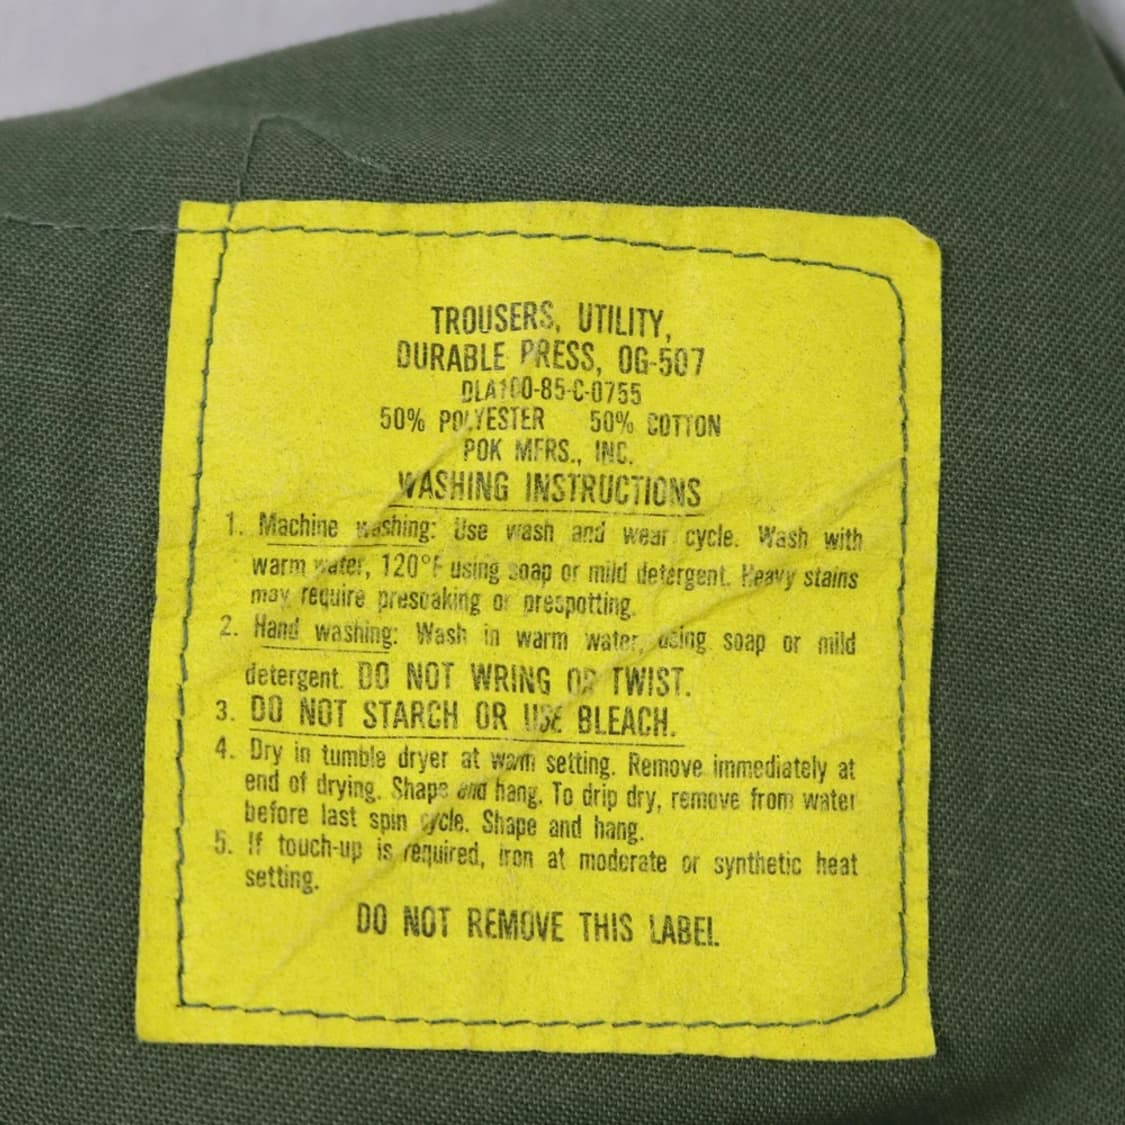 TROUSERS, UTILITY,
DURABLE PRESS, OG-507
DLA100-85-C-0755
50% POLYESTER 50% COTTON
POK MFRS., INC.
WASHING INSTRUCTIONS
1. Machine washing: Use wash and wear cycle. Wash with
warm water, 120°F using soap or mild detergent. Heavy stains
may require presoaking or prespotting.
2. Hand washing: Wash in warm water, using soap or mild
detergent. DO NOT WRING OR TWIST.
3. DO NOT STARCH OR USE BLEACH.
4. Dry in tumble dryer at warm setting. Remove immediately at
end of drying. Shape and hang. To drip dry, remove from water
before last spin cycle. Shape and hang.
5. If touch-up is required, iron at moderate or synthetic heat
setting.
DO NOT REMOVE THIS LABEL.